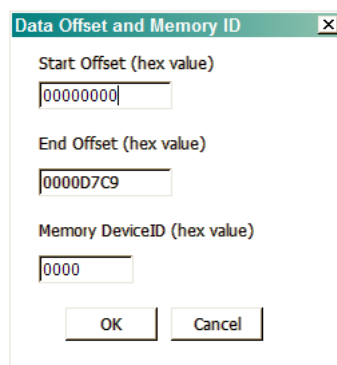 Data Offset and Memory ID
Start Offset (hex value)
00000000
End Offset (hex value)
0000D7C9
Memory DeviceID (hex value)
0000
OK Cancel